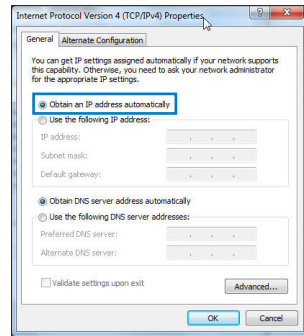 Internet Protocol Version 4 (TCP/IPv4) Properties
General
Alternate Configuration
You can get IP settings assigned automatically if your network supports
this capability. Otherwise, you need to ask your network administrator
for the appropriate IP settings.
Obtain an IP address automatically
Use the following IP address:
IP address:
Subnet mask:
Default gateway:
Obtain DNS server address automatically
Use the following DNS server addresses:
Preferred DNS server:
Alternate DNS server:
Validate settings upon exit
Advanced...
OK
Cancel